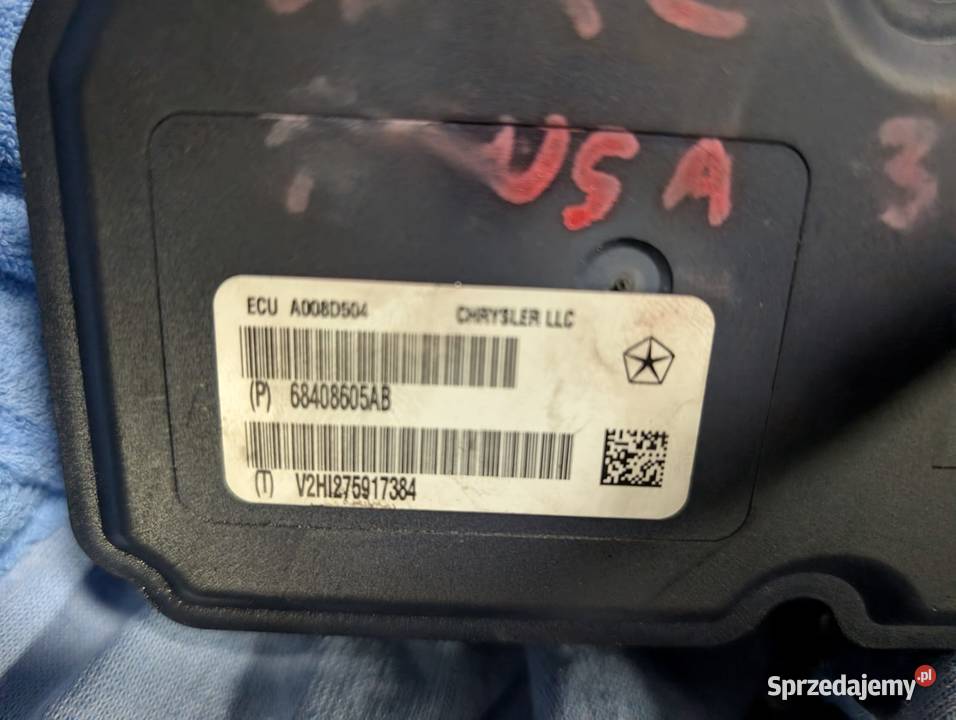 USA 3
ECU A008D504 CHRYSLER LLC
(P) 68408605AB
(T) V2HI275917384
Sprzedajemy.pl